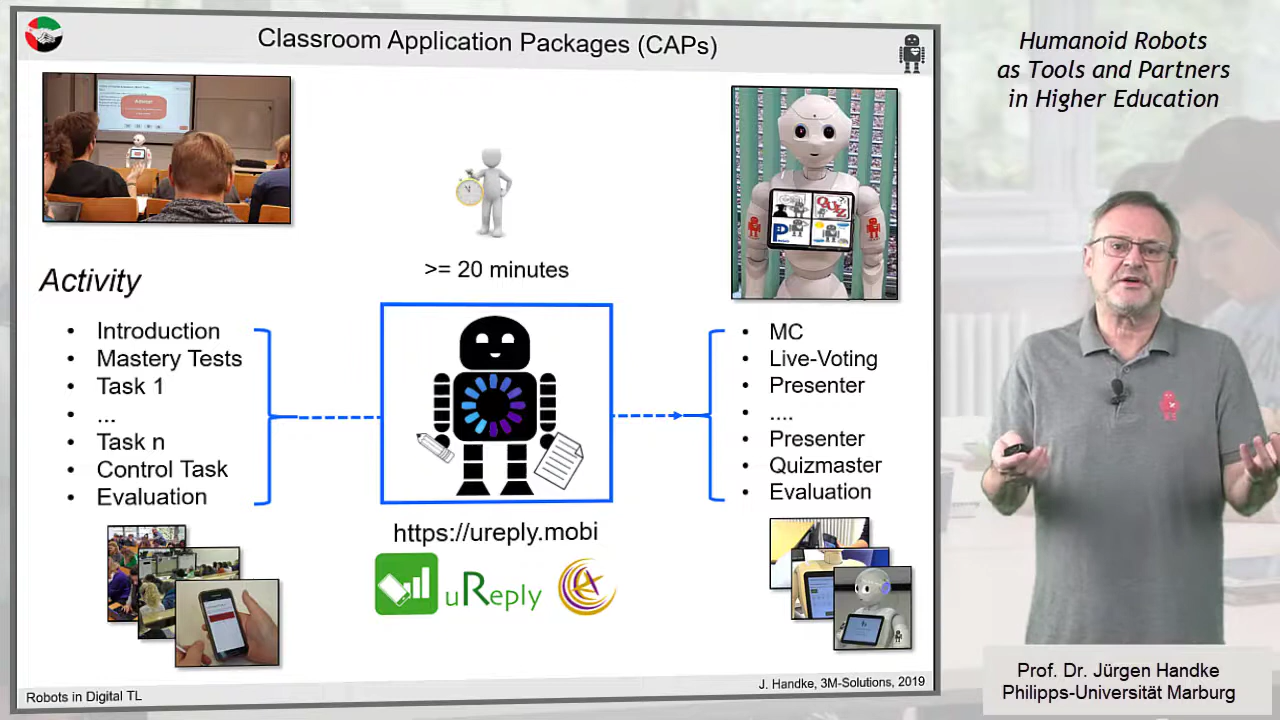 Classroom Application Packages (CAPs)
Humanoid Robots
as Tools and Partners
in Higher Education
>= 20 minutes
QUIZ
P
Activity
• Introduction
• Mastery Tests
• Task 1
• ...
• Task n
• Control Task
• Evaluation
• MC
• Live-Voting
• Presenter
• ....
• Presenter
• Quizmaster
• Evaluation
https://ureply.mobi
uReply
Robots in Digital TL
J. Handke, 3M-Solutions, 2019
Prof. Dr. Jürgen Handke
Philipps-Universität Marburg